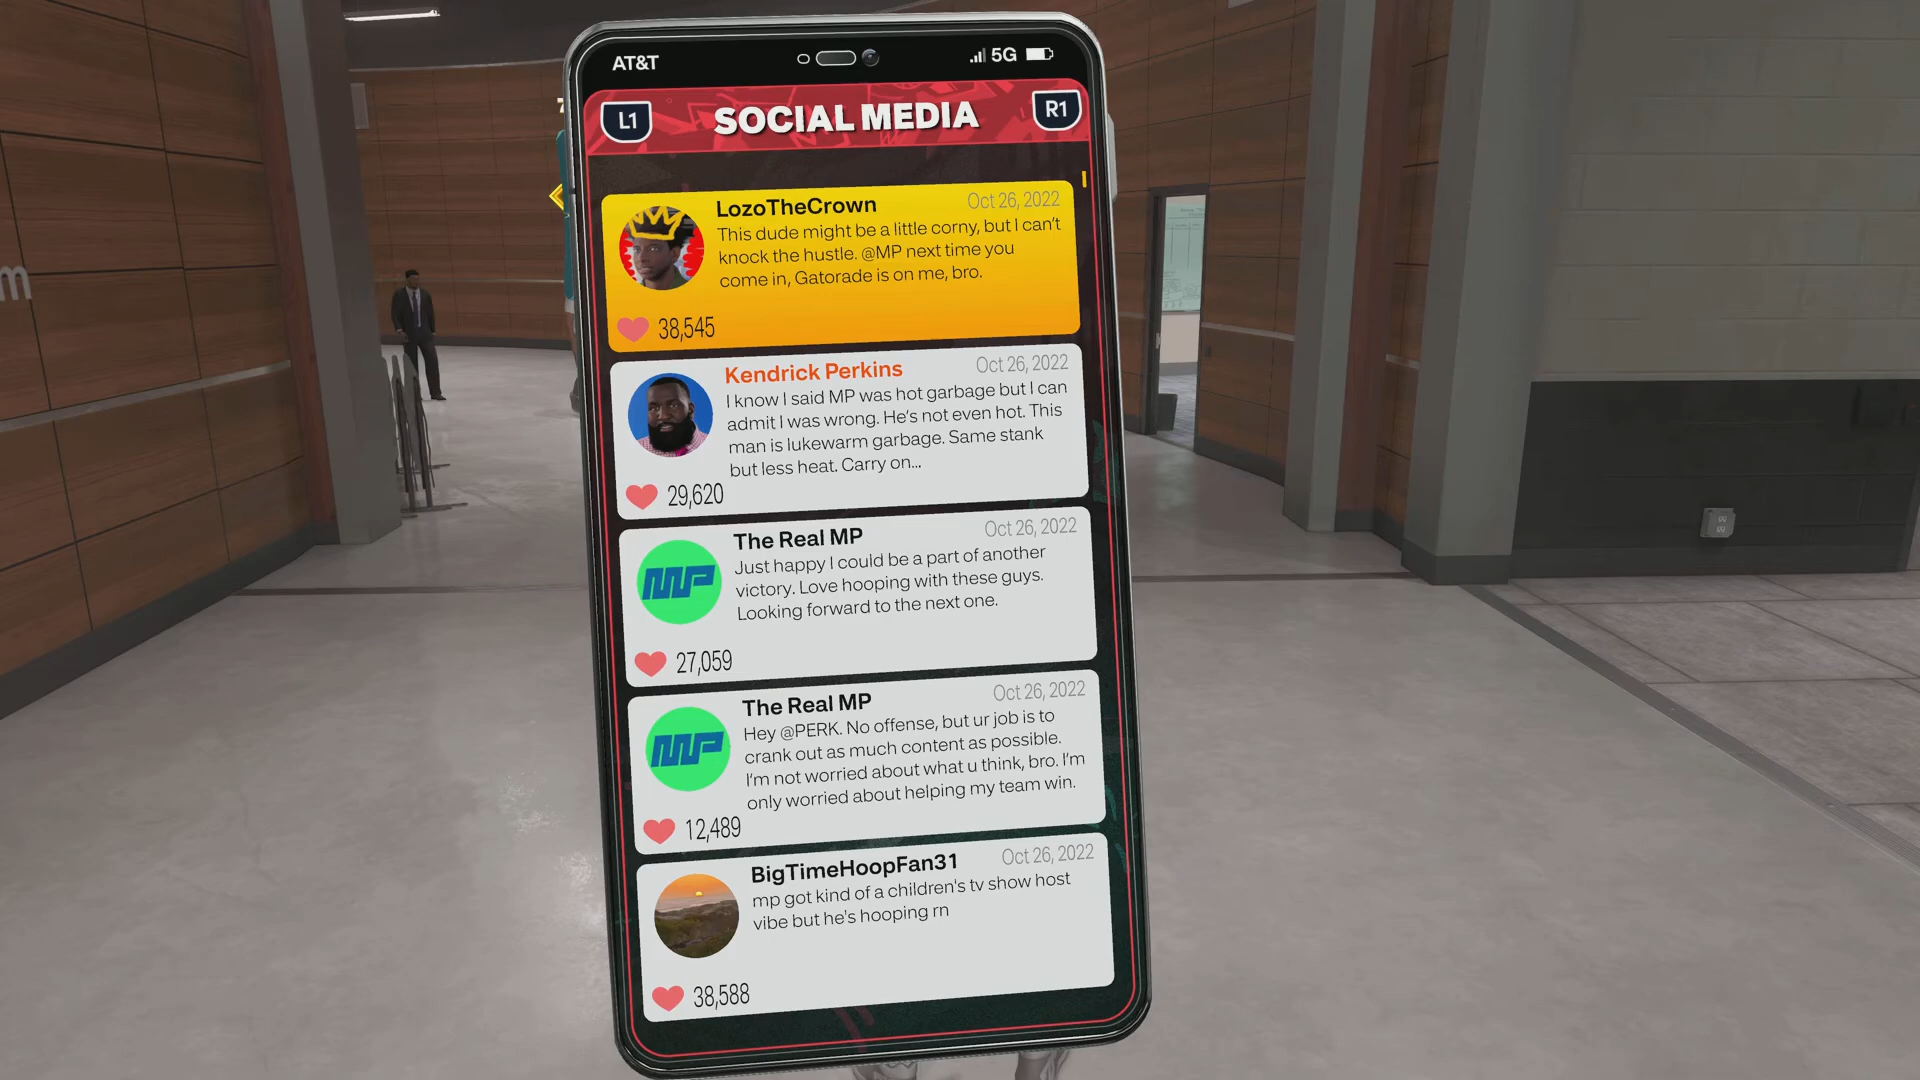 m
AT&T
5G
L1
SOCIAL MEDIA
R1
LozoTheCrown
Oct 26, 2022
This dude might be a little corny, but I can't
knock the hustle. @MP next time you
come in, Gatorade is on me, bro.
38,545
Kendrick Perkins
Oct 26, 2022
I know I said MP was hot garbage but I can
admit I was wrong. He's not even hot. This
man is lukewarm garbage. Same stank
but less heat. Carry on...
29,620
The Real MP
Oct 26, 2022
MP
Just happy I could be a part of another
victory. Love hooping with these guys.
Looking forward to the next one.
27,059
The Real MP
Oct 26, 2022
MP
Hey @PERK. No offense, but ur job is to
crank out as much content as possible.
I'm not worried about what u think, bro. I'm
only worried about helping my team win.
12,489
BigTimeHoopFan31
Oct 26, 2022
mp got kind of a children's tv show host
vibe but he's hooping rn
38,588